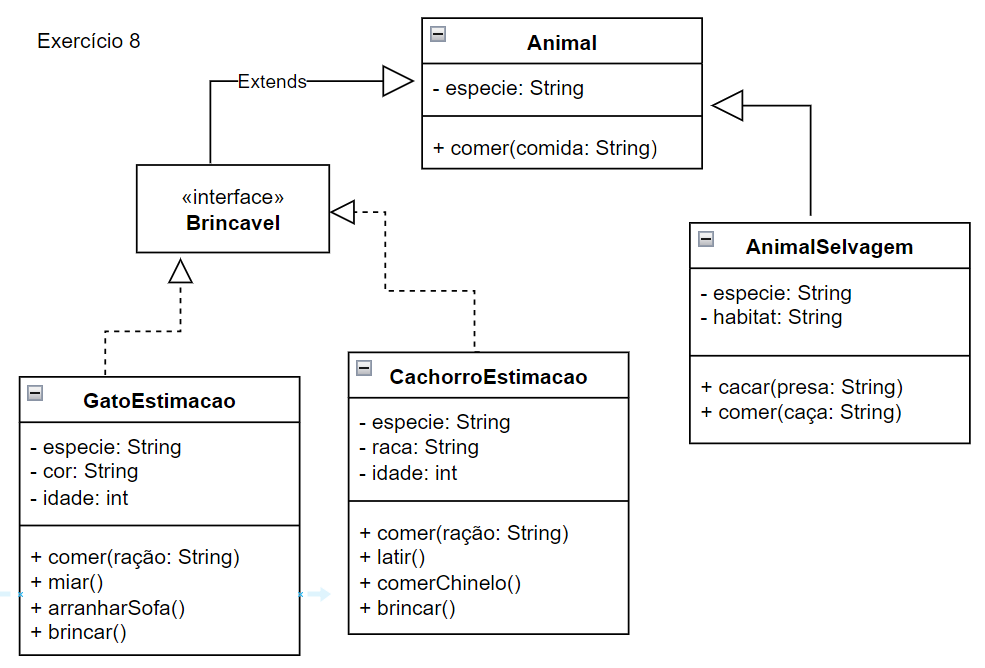 Exercício 8
Animal
- especie: String
+ comer(comida: String)
Extends
«interface»
Brincavel
AnimalSelvagem
- especie: String
- habitat: String
+ cacar(presa: String)
+ comer(caça: String)
GatoEstimacao
- especie: String
- cor: String
- idade: int
+ comer(ração: String)
+ miar()
+ arranharSofa()
+ brincar()
CachorroEstimacao
- especie: String
- raca: String
- idade: int
+ comer(ração: String)
+ latir()
+ comerChinelo()
+ brincar()